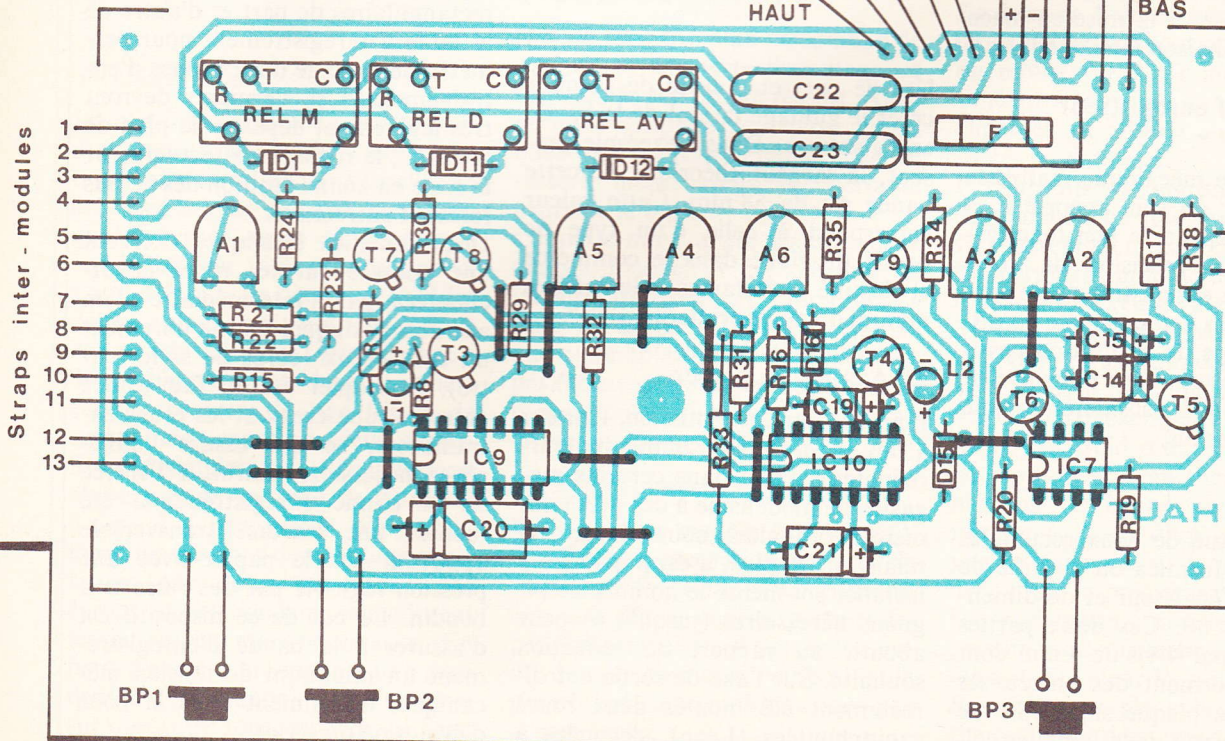 HAUT
+ -
BAS
T C
R
REL M
T C
R
REL D
T C
REL AV
C22
C23
F
Straps inter-modules
1
2
3
4
5
6
7
8
9
10
11
12
13
D1
D11
D12
A1
R24
R23
T7
R30
T8
A5
A4
A6
R35
T9
R34
A3
A2
R17
R18
R21
R22
R15
R11
+
L1
R8
T3
R29
R32
R31
R16
D16
T4
-
L2
+
C15 +
C14 +
T6
T5
C19 +
R33
IC9
IC10
D15
IC7
R20
R19
HAUT
+ C20
C21 +
BP1
BP2
BP3